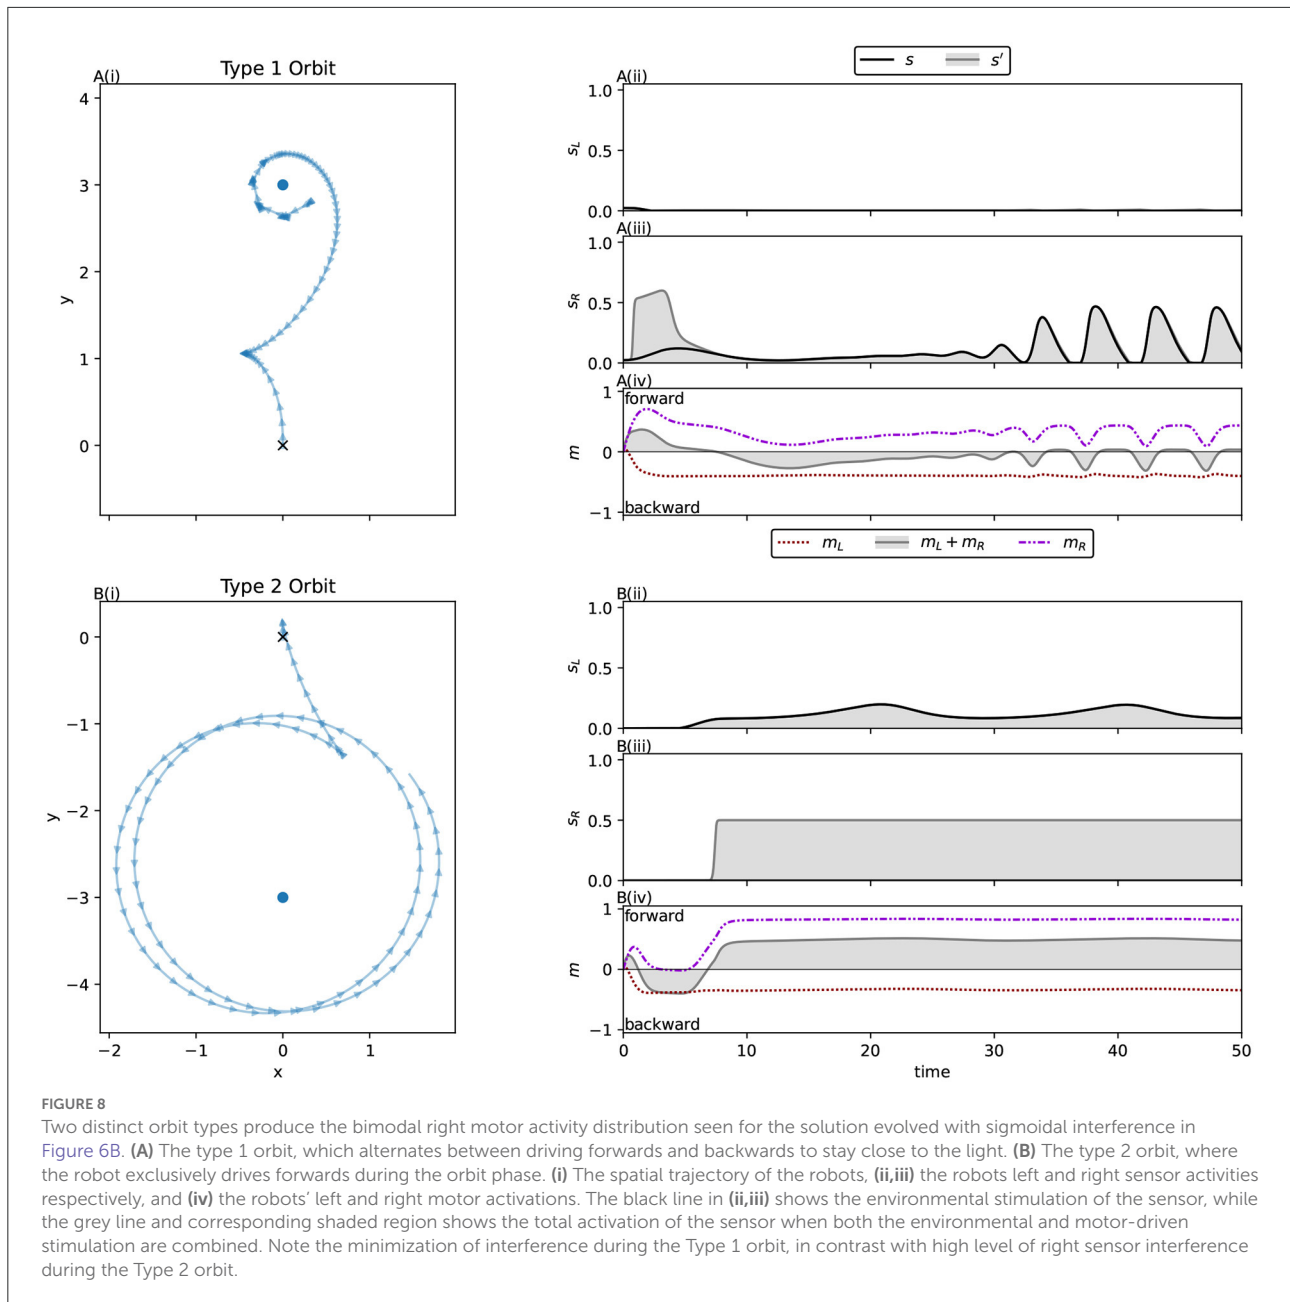 Type 1 Orbit
A(i)
4
3
2
1
0
y
s s'
A(ii)
1.0
0.5
0.0
sL
A(iii)
1.0
0.5
0.0
sR
A(iv)
forward
1
0
−1
m
backward
mL mL + mR mR
Type 2 Orbit
B(i)
0
−1
−2
−3
−4
y
−2 −1 0 1
x
B(ii)
1.0
0.5
0.0
sL
B(iii)
1.0
0.5
0.0
sR
B(iv)
forward
1
0
−1
m
backward
0 10 20 30 40 50
time
FIGURE 8
Two distinct orbit types produce the bimodal right motor activity distribution seen for the solution evolved with sigmoidal interference in
Figure 6B. (A) The type 1 orbit, which alternates between driving forwards and backwards to stay close to the light. (B) The type 2 orbit, where
the robot exclusively drives forwards during the orbit phase. (i) The spatial trajectory of the robots, (ii,iii) the robots left and right sensor activities
respectively, and (iv) the robots' left and right motor activations. The black line in (ii,iii) shows the environmental stimulation of the sensor, while
the grey line and corresponding shaded region shows the total activation of the sensor when both the environmental and motor-driven
stimulation are combined. Note the minimization of interference during the Type 1 orbit, in contrast with high level of right sensor interference
during the Type 2 orbit.